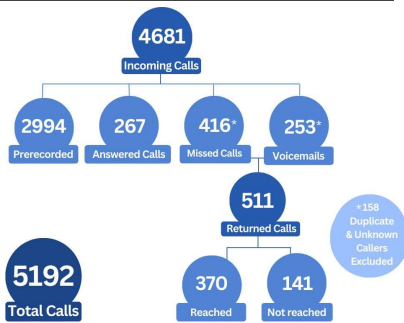 4681
Incoming Calls
2994
Prerecorded
267
Answered Calls
416*
Missed Calls
253*
Voicemails
511
Returned Calls
*158
Duplicate
& Unknown
Callers
Excluded
5192
Total Calls
370
Reached
141
Not reached